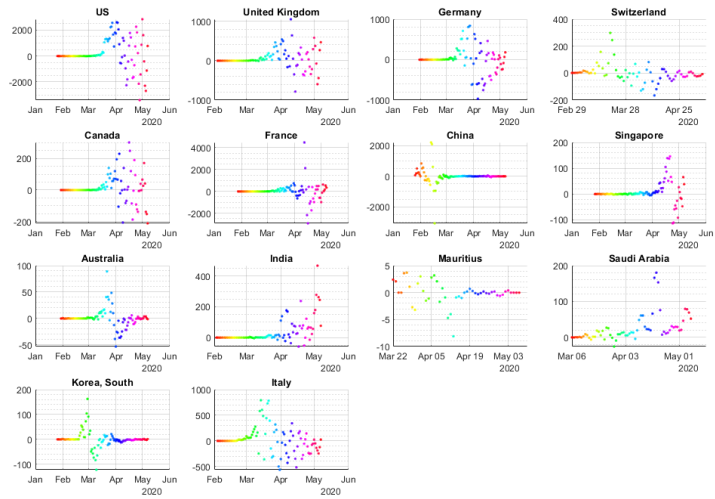 US
2000
0
-2000
Jan Feb Mar Apr May Jun
2020
United Kingdom
1000
0
-1000
Feb Mar Apr May Jun
2020
Germany
1000
0
-1000
Jan Feb Mar Apr May Jun
2020
Switzerland
400
200
0
-200
Feb 29 Mar 28 Apr 25
2020
Canada
200
0
-200
Jan Feb Mar Apr May Jun
2020
France
4000
2000
0
-2000
Jan Feb Mar Apr May Jun
2020
China
2000
0
-2000
Jan Feb Mar Apr May Jun
2020
Singapore
200
100
0
-100
Jan Feb Mar Apr May Jun
2020
Australia
100
50
0
-50
Jan Feb Mar Apr May Jun
2020
India
400
200
0
Feb Mar Apr May Jun
2020
Mauritius
5
0
-5
-10
Mar 22 Apr 05 Apr 19 May 03
2020
Saudi Arabia
200
100
0
Mar 06 Apr 03 May 01
2020
Korea, South
200
100
0
-100
Jan Feb Mar Apr May Jun
2020
Italy
1000
500
0
-500
Feb Mar Apr May Jun
2020